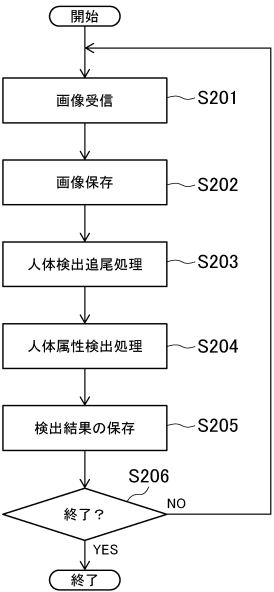 開始
画像受信
S201
画像保存
S202
人体検出追尾処理
S203
人体属性検出処理
S204
検出結果の保存
S205
S206
終了？
NO
YES
終了